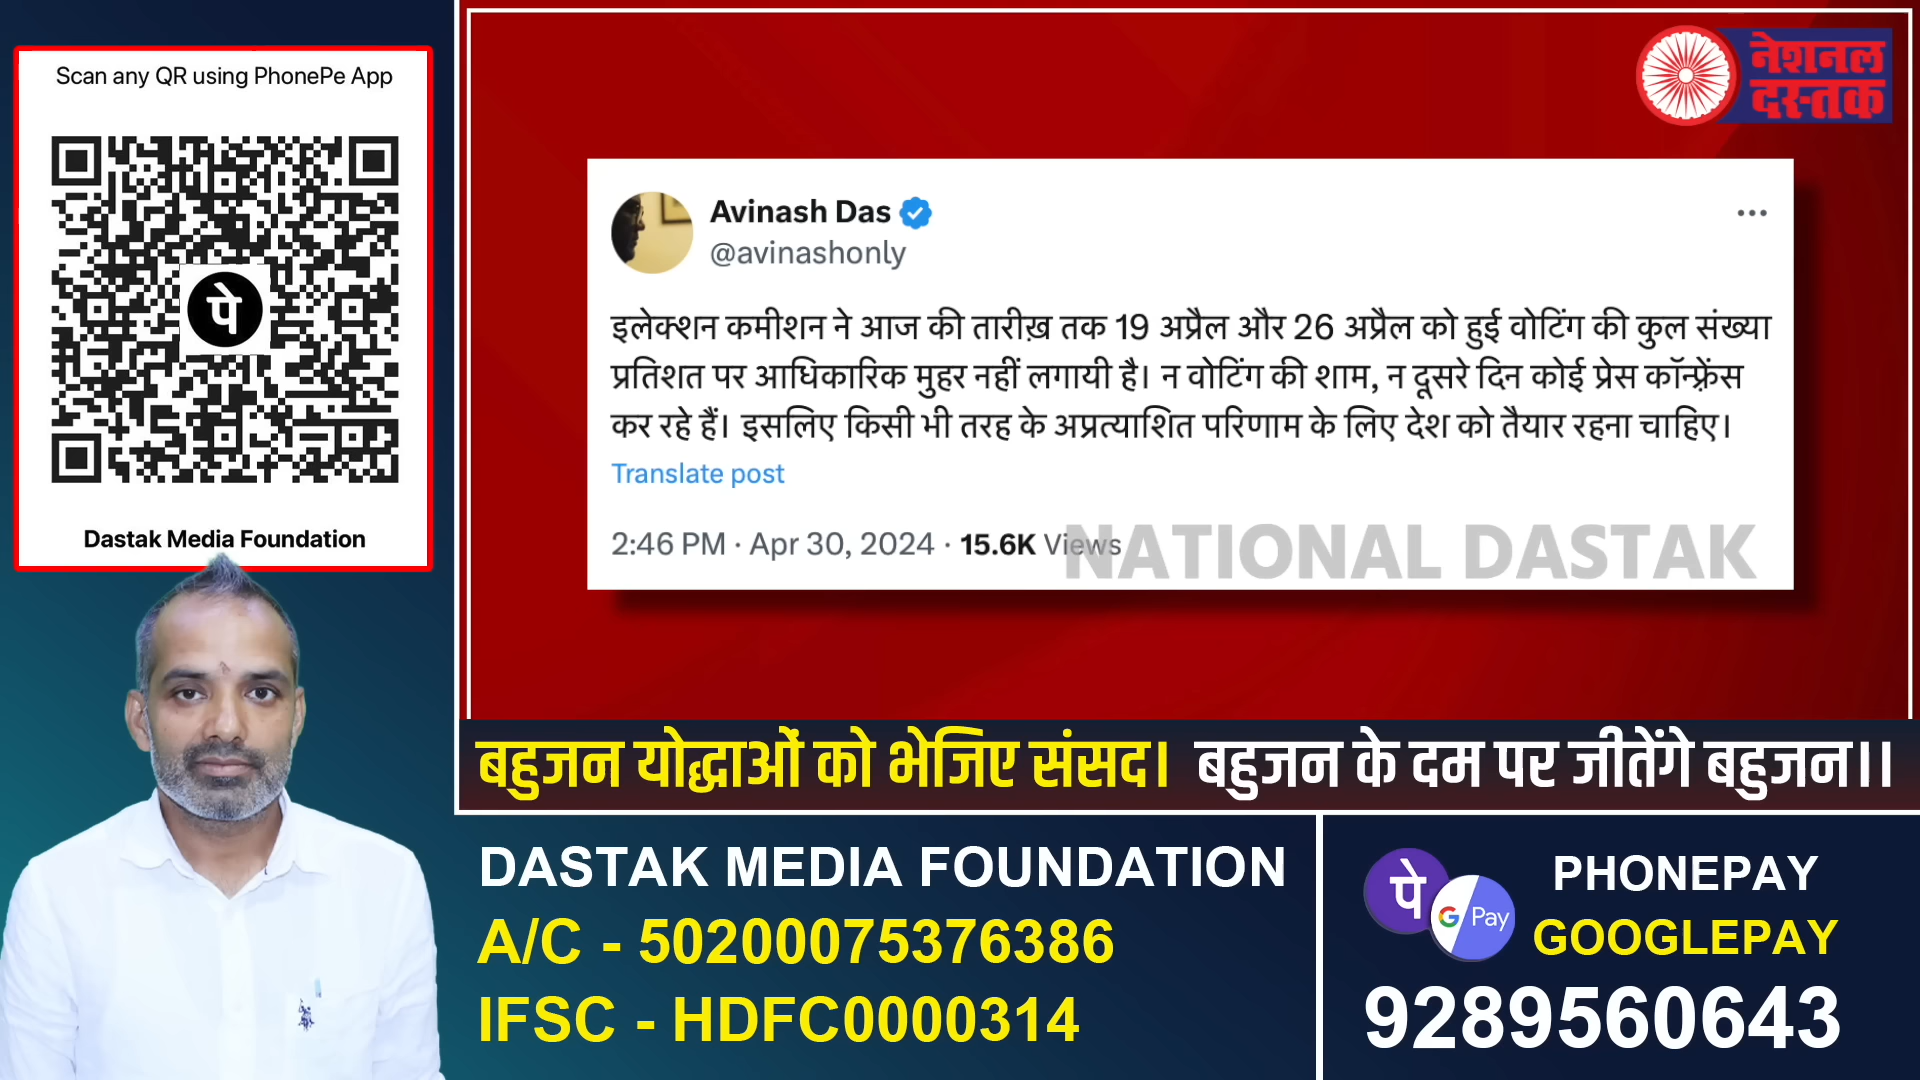 Scan any QR using PhonePe App
पे
Dastak Media Foundation
नेशनल
दस्तक
Avinash Das
@avinashonly
इलेक्शन कमीशन ने आज की तारीख़ तक 19 अप्रैल और 26 अप्रैल को हुई वोटिंग की कुल संख्या
प्रतिशत पर आधिकारिक मुहर नहीं लगायी है। न वोटिंग की शाम, न दूसरे दिन कोई प्रेस कॉन्फ़्रेंस
कर रहे हैं। इसलिए किसी भी तरह के अप्रत्याशित परिणाम के लिए देश को तैयार रहना चाहिए।
Translate post
2:46 PM · Apr 30, 2024 · 15.6K Views
NATIONAL DASTAK
बहुजन योद्धाओं को भेजिए संसद। बहुजन के दम पर जीतेंगे बहुजन।।
DASTAK MEDIA FOUNDATION
A/C - 50200075376386
IFSC - HDFC0000314
पे
G Pay
PHONEPAY
GOOGLEPAY
9289560643